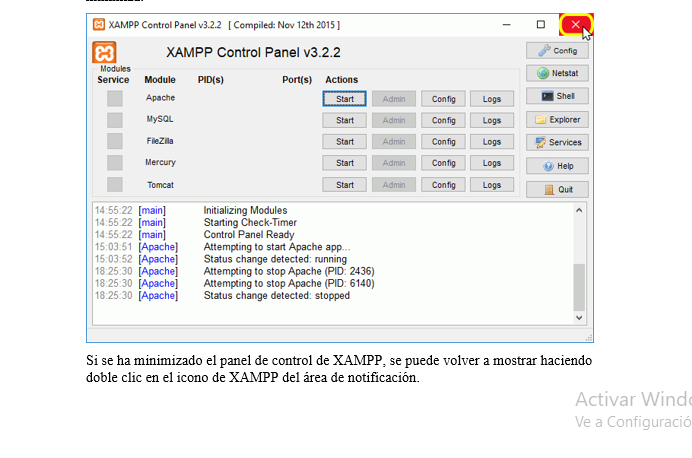 XAMPP Control Panel v3.2.2 [ Compiled: Nov 12th 2015 ]
XAMPP Control Panel v3.2.2
Config
Modules
Service Module PID(s) Port(s) Actions
Netstat
Apache Start Admin Config Logs
Shell
MySQL Start Admin Config Logs
Explorer
FileZilla Start Admin Config Logs
Services
Mercury Start Admin Config Logs
Help
Tomcat Start Admin Config Logs
Quit
14:55:22 [main] Initializing Modules
14:55:22 [main] Starting Check-Timer
14:55:22 [main] Control Panel Ready
15:03:51 [Apache] Attempting to start Apache app...
15:03:52 [Apache] Status change detected: running
18:25:30 [Apache] Attempting to stop Apache (PID: 2436)
18:25:30 [Apache] Attempting to stop Apache (PID: 6140)
18:25:30 [Apache] Status change detected: stopped
Si se ha minimizado el panel de control de XAMPP, se puede volver a mostrar haciendo
doble clic en el icono de XAMPP del área de notificación.
Activar Windo
Ve a Configuració